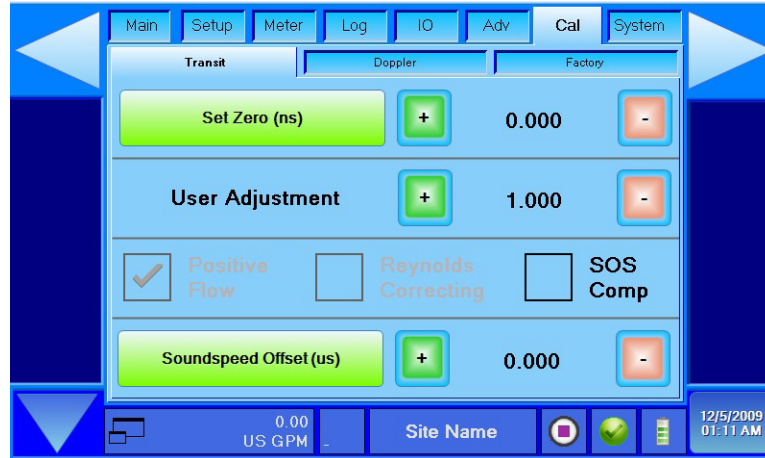 Main Setup Meter Log IO Adv Cal System
Transit Doppler Factory
Set Zero (ns) + 0.000 -
User Adjustment + 1.000 -
Positive Flow Reynolds Correcting SOS Comp
Soundspeed Offset (us) + 0.000 -
0.00
US GPM _ Site Name
12/5/2009
01:11 AM